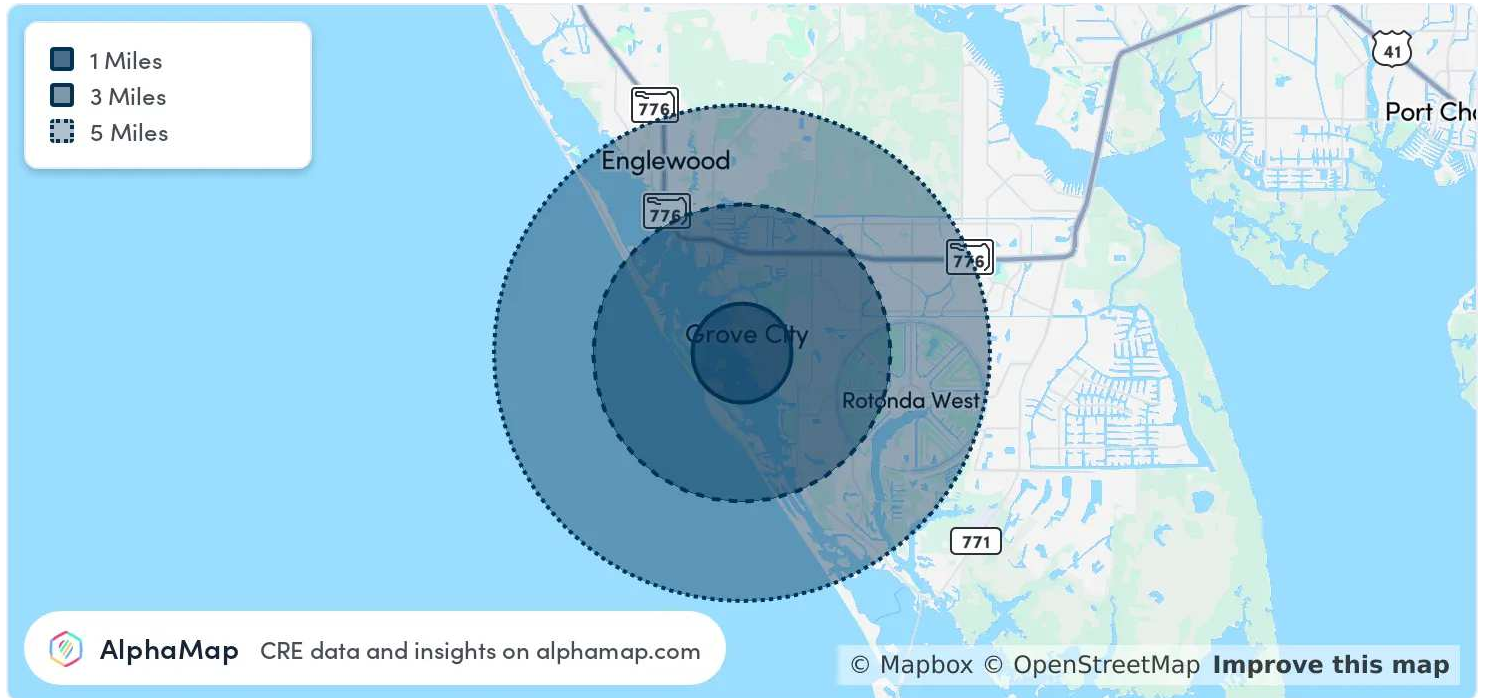 1 Miles
3 Miles
5 Miles
41
Port Cha
776
Englewood
776
776
Grove City
Rotonda West
771
AlphaMap CRE data and insights on alphamap.com
© Mapbox © OpenStreetMap Improve this map